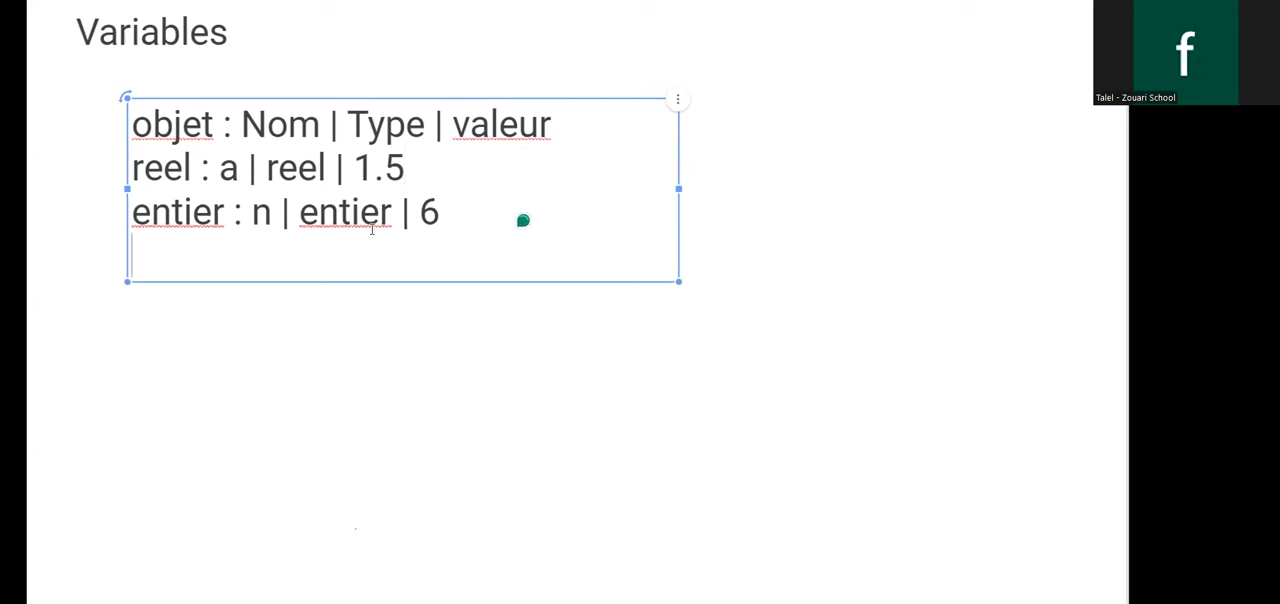 Variables
objet : Nom | Type | valeur
reel : a | reel | 1.5
entier : n | entier | 6
f
Talel - Zouari School